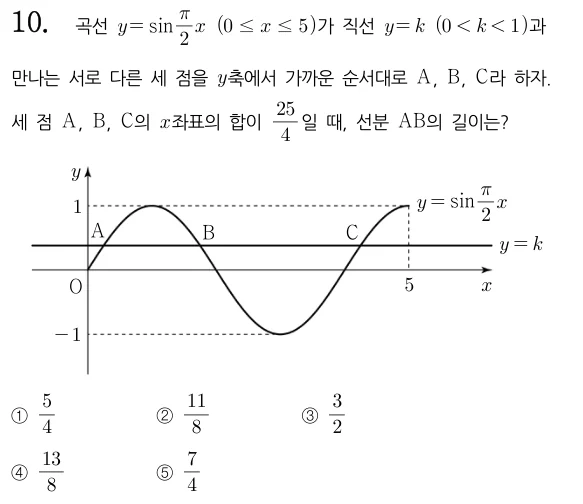 10. 곡선 y=sin π/2 x (0≤x≤5)가 직선 y=k (0<k<1)과
만나는 서로 다른 세 점을 y축에서 가까운 순서대로 A, B, C라 하자.
세 점 A, B, C의 x좌표의 합이 25/4일 때, 선분 AB의 길이는?
y
1
A
B
C
y=sin π/2 x
y=k
O
5
x
−1
① 5/4 ② 11/8 ③ 3/2
④ 13/8 ⑤ 7/4